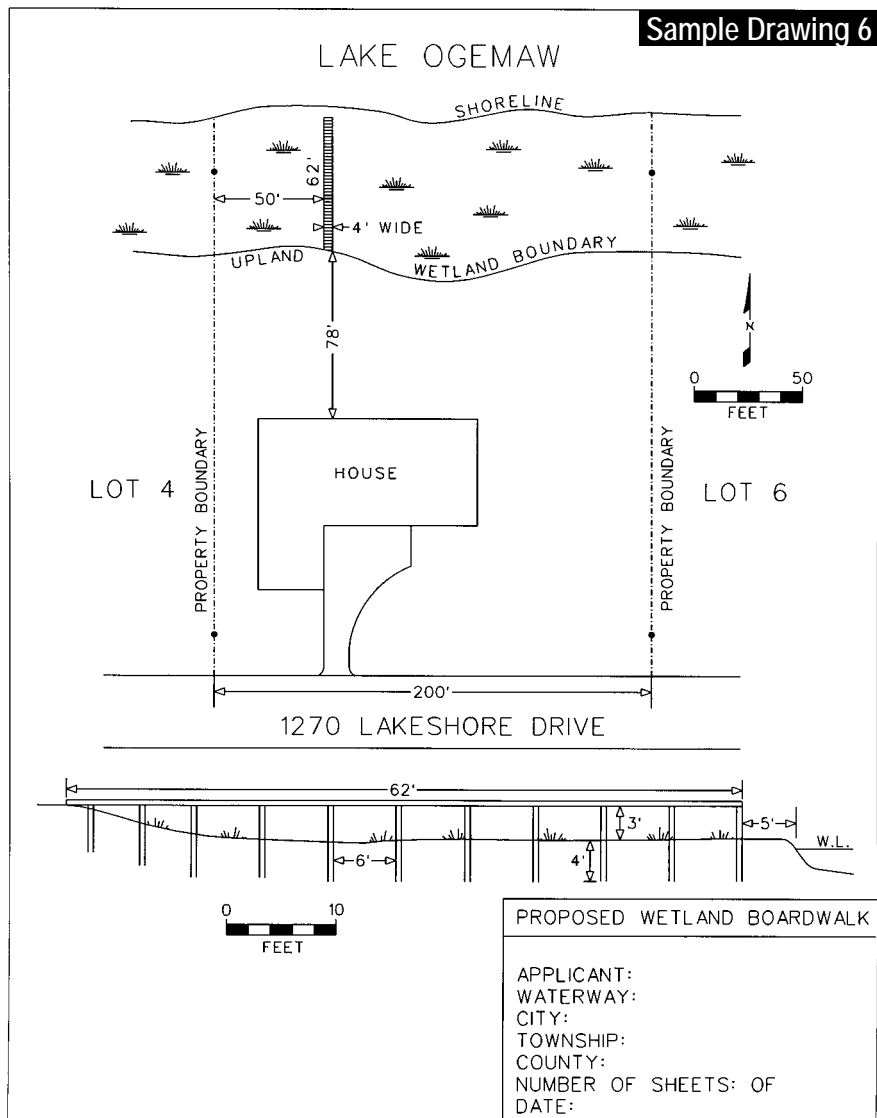 Sample Drawing 6
LAKE OGEMAW
SHORELINE
62'
50'
4' WIDE
UPLAND
WETLAND BOUNDARY
78'
N
0 50
FEET
HOUSE
LOT 4
PROPERTY BOUNDARY
PROPERTY BOUNDARY
LOT 6
200'
1270 LAKESHORE DRIVE
62'
3'
5'
W.L.
6'
4'
0 10
FEET
PROPOSED WETLAND BOARDWALK
APPLICANT:
WATERWAY:
CITY:
TOWNSHIP:
COUNTY:
NUMBER OF SHEETS: OF
DATE: